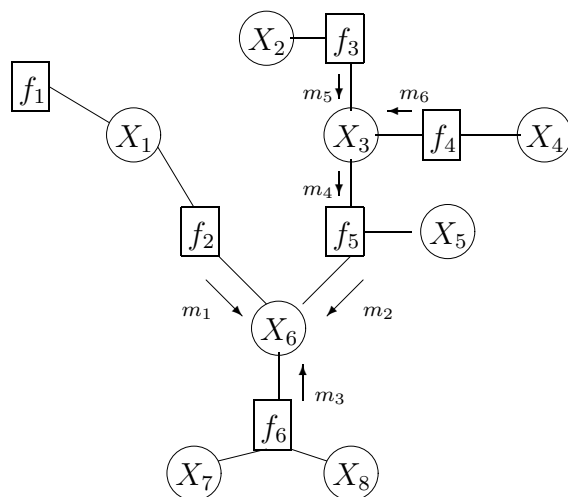 X₂ f₃
f₁ m₅ m₆
X₁ X₃ f₄ X₄
m₄
f₂ f₅ X₅
m₁ X₆ m₂
m₃
f₆
X₇ X₈